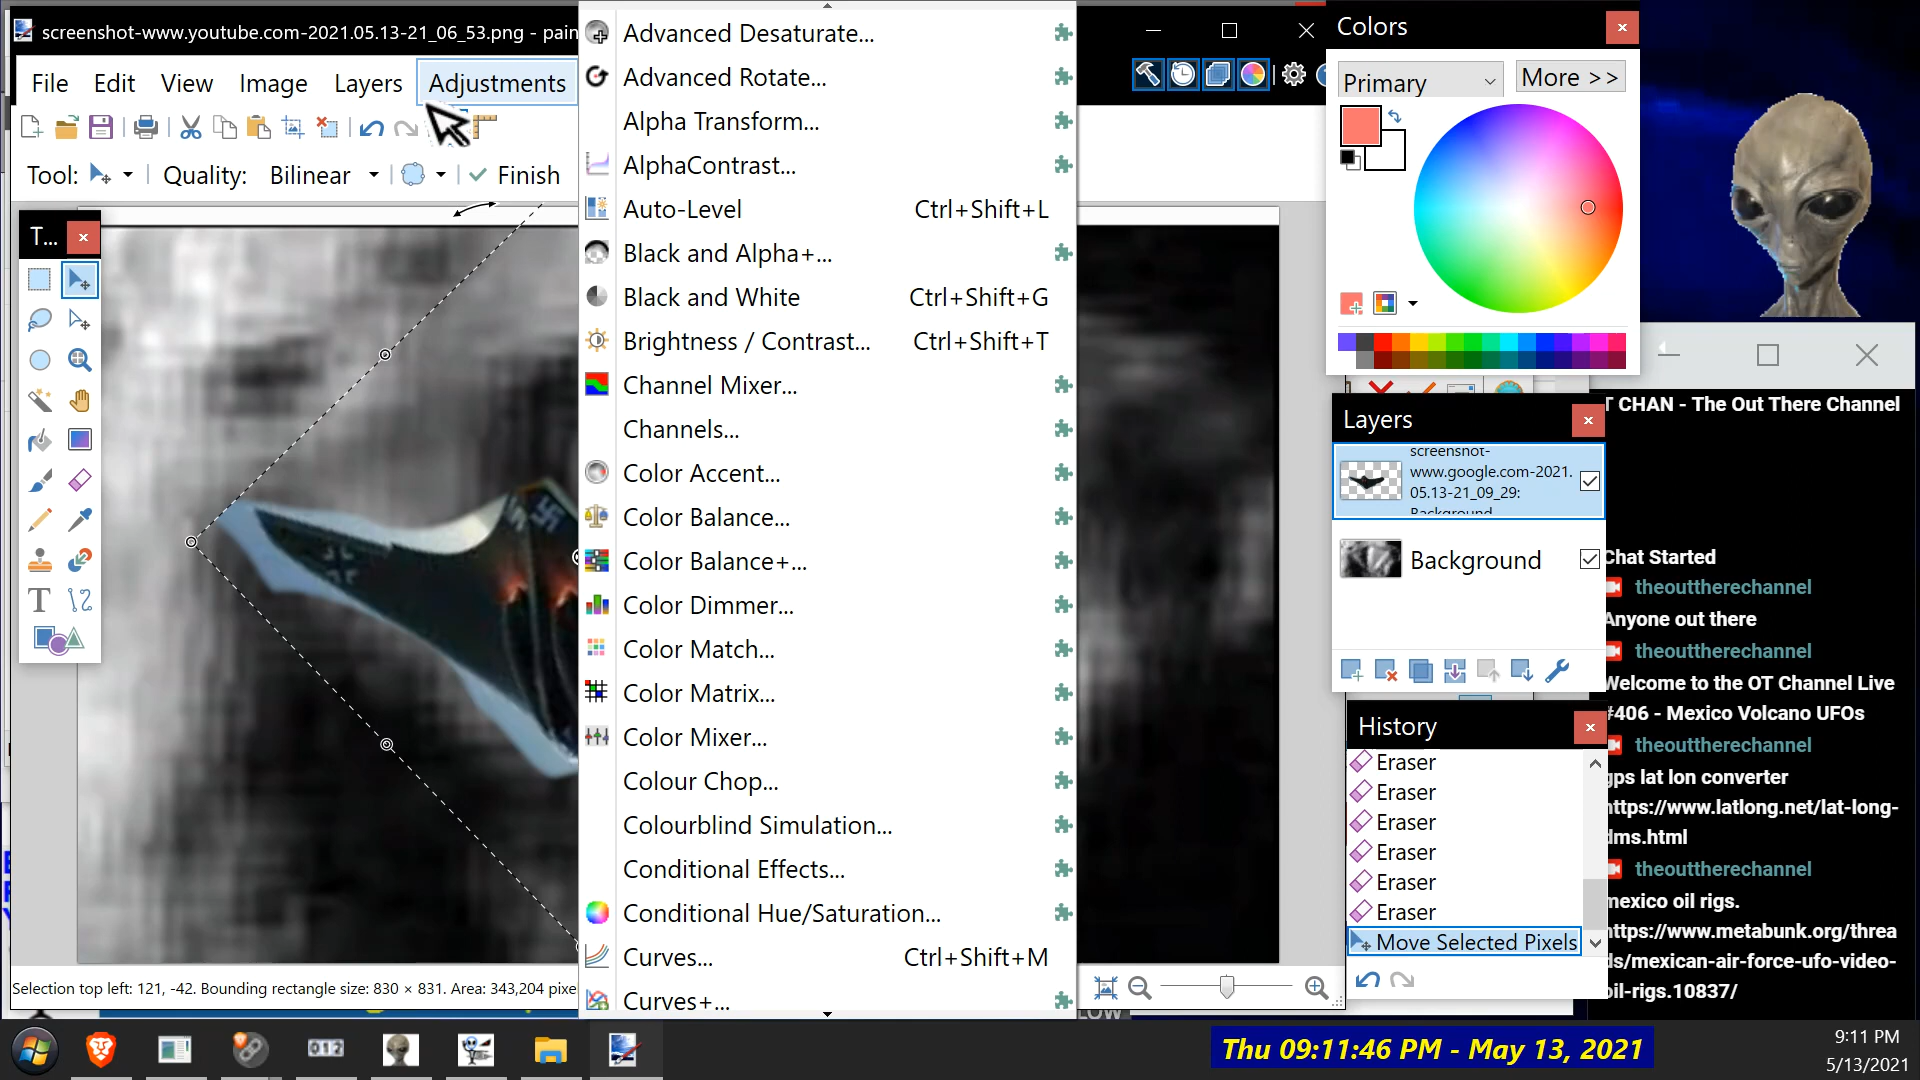 screenshot-www.youtube.com-2021.05.13-21_06_53.png - pain
File Edit View Image Layers Adjustments
Tool: Quality: Bilinear Finish
T...
Advanced Desaturate...
Advanced Rotate...
Alpha Transform...
AlphaContrast...
Auto-Level Ctrl+Shift+L
Black and Alpha+...
Black and White Ctrl+Shift+G
Brightness / Contrast... Ctrl+Shift+T
Channel Mixer...
Channels...
Color Accent...
Color Balance...
Color Balance+...
Color Dimmer...
Color Match...
Color Matrix...
Color Mixer...
Colour Chop...
Colourblind Simulation...
Conditional Effects...
Conditional Hue/Saturation...
Curves... Ctrl+Shift+M
Curves+...
Selection top left: 121, -42. Bounding rectangle size: 830 × 831. Area: 343,204 pixe
Colors
Primary More >>
Layers
screenshot-
www.google.com-2021.
05.13-21_09_29:
Background
Background
History
Eraser
Eraser
Eraser
Eraser
Eraser
Eraser
Move Selected Pixels
T CHAN - The Out There Channel
Chat Started
theouttherechannel
Anyone out there
theouttherechannel
Welcome to the OT Channel Live
#406 - Mexico Volcano UFOs
theouttherechannel
gps lat lon converter
https://www.latlong.net/lat-long-
dms.html
theouttherechannel
mexico oil rigs.
https://www.metabunk.org/threa
ds/mexican-air-force-ufo-video-
oil-rigs.10837/
LOW
012
Thu 09:11:46 PM - May 13, 2021
9:11 PM
5/13/2021